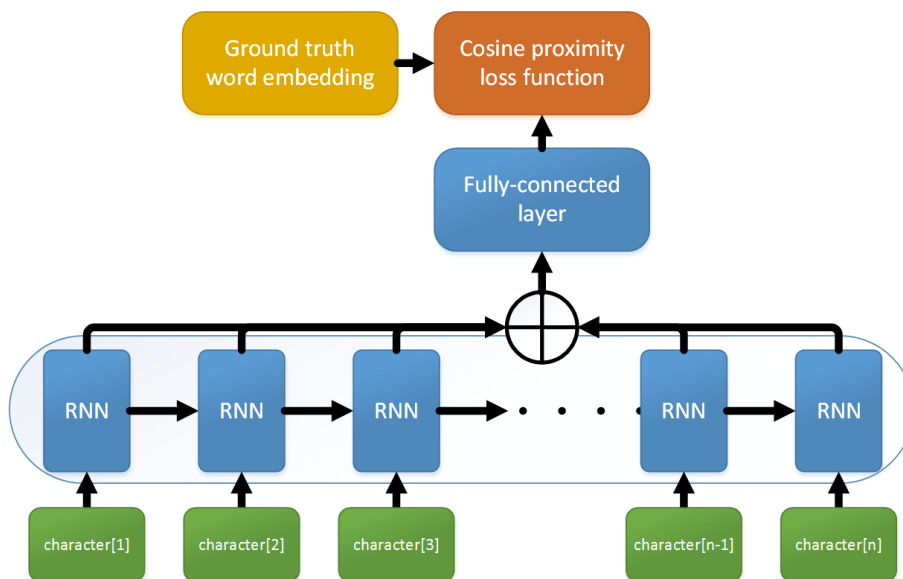 Ground truth
word embedding
Cosine proximity
loss function
Fully-connected
layer
RNN
RNN
RNN
RNN
RNN
character[1]
character[2]
character[3]
character[n-1]
character[n]